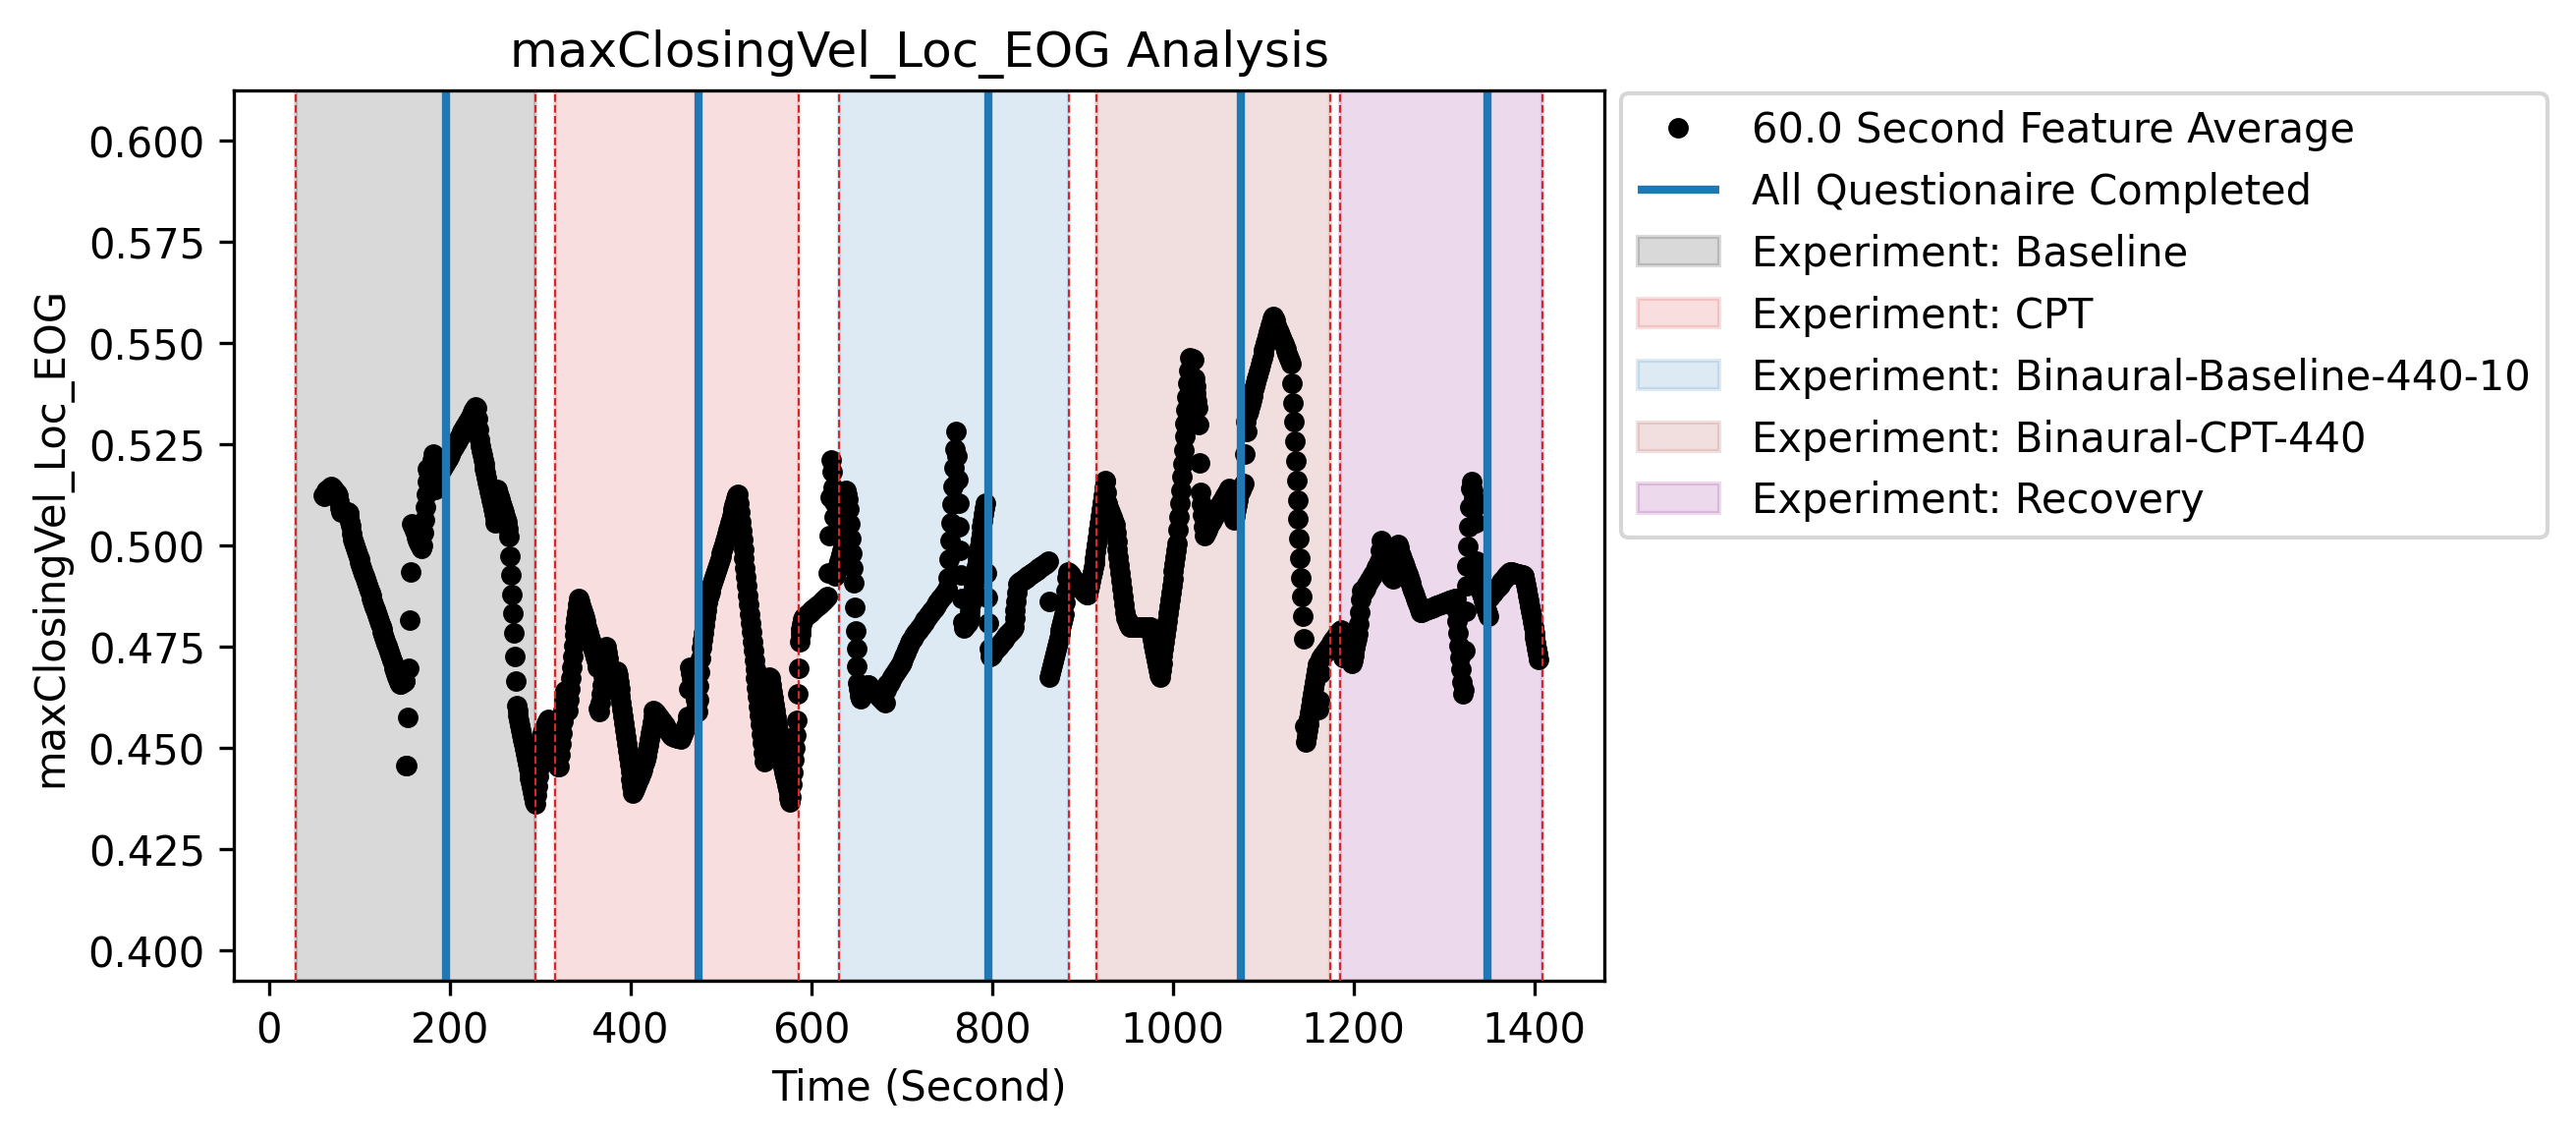 maxClosingVel_Loc_EOG Analysis
maxClosingVel_Loc_EOG
0.600
0.575
0.550
0.525
0.500
0.475
0.450
0.425
0.400
0
200
400
600
800
1000
1200
1400
Time (Second)
60.0 Second Feature Average
All Questionaire Completed
Experiment: Baseline
Experiment: CPT
Experiment: Binaural-Baseline-440-10
Experiment: Binaural-CPT-440
Experiment: Recovery